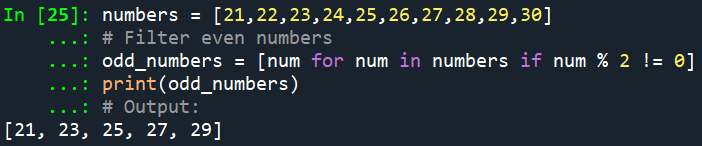 In [25]: numbers = [21,22,23,24,25,26,27,28,29,30]
...: # Filter even numbers
...: odd_numbers = [num for num in numbers if num % 2 != 0]
...: print(odd_numbers)
...: # Output:
[21, 23, 25, 27, 29]